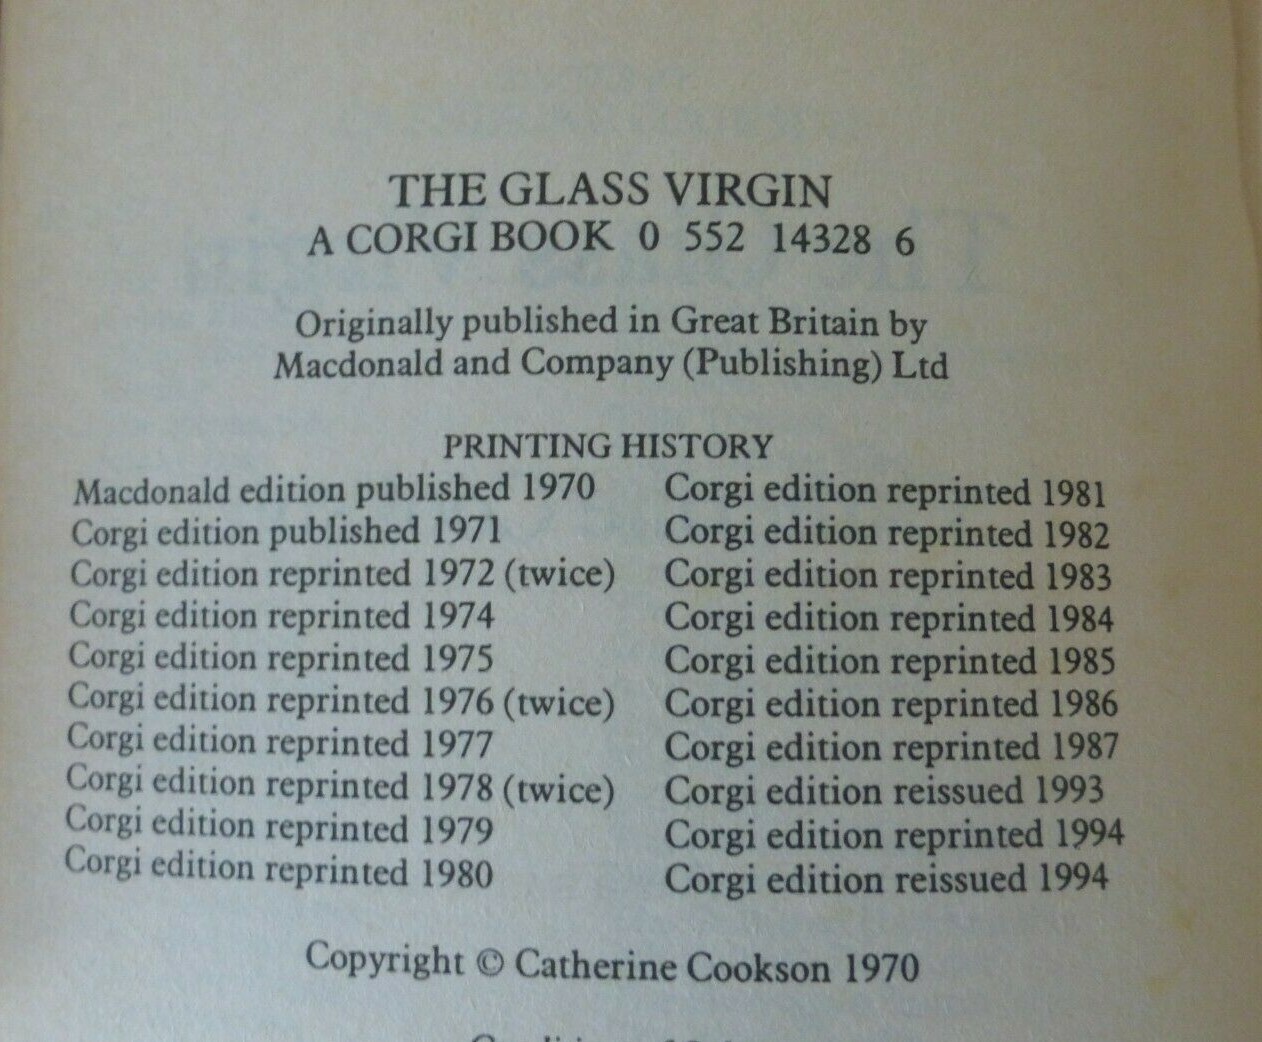 THE GLASS VIRGIN
A CORGI BOOK 0 552 14328 6
Originally published in Great Britain by
Macdonald and Company (Publishing) Ltd
PRINTING HISTORY
Macdonald edition published 1970
Corgi edition published 1971
Corgi edition reprinted 1972 (twice)
Corgi edition reprinted 1974
Corgi edition reprinted 1975
Corgi edition reprinted 1976 (twice)
Corgi edition reprinted 1977
Corgi edition reprinted 1978 (twice)
Corgi edition reprinted 1979
Corgi edition reprinted 1980
Corgi edition reprinted 1981
Corgi edition reprinted 1982
Corgi edition reprinted 1983
Corgi edition reprinted 1984
Corgi edition reprinted 1985
Corgi edition reprinted 1986
Corgi edition reprinted 1987
Corgi edition reissued 1993
Corgi edition reprinted 1994
Corgi edition reissued 1994
Copyright © Catherine Cookson 1970